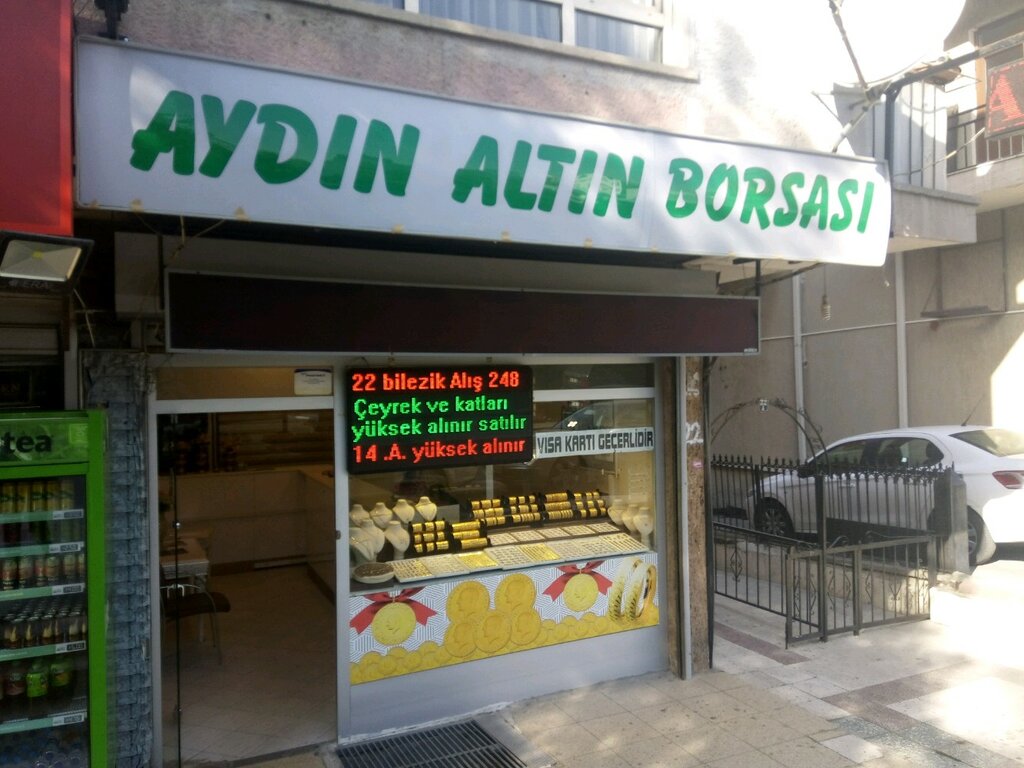 AYDIN ALTIN BORSASI
22 bilezik Alış 248
Çeyrek ve katları
yüksek alınır satılır
14 .A. yüksek alınır
VISA KARTI GEÇERLİDİR
tea
22
A